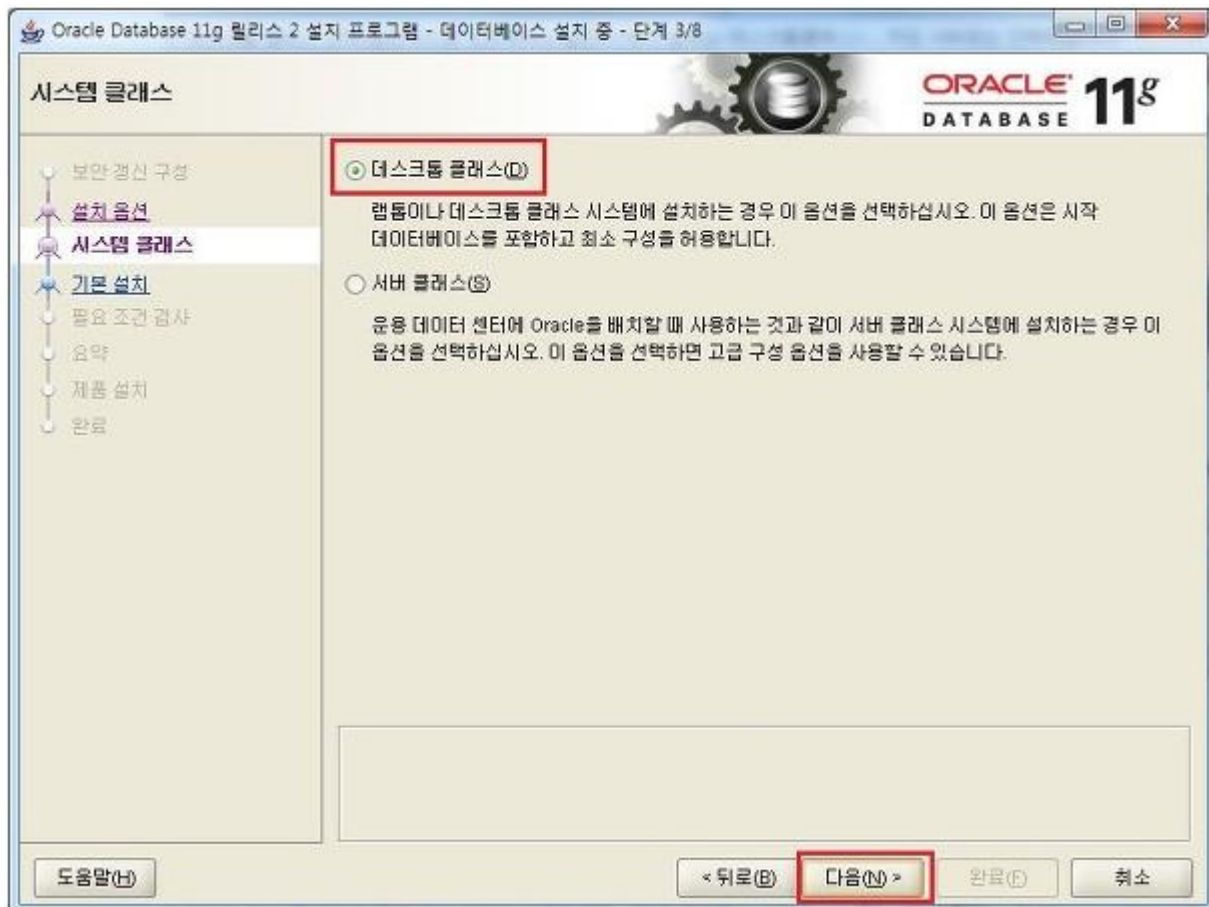 Oracle Database 11g 릴리스 2 설치 프로그램 - 데이터베이스 설치 중 - 단계 3/8
시스템 클래스
ORACLE 11g
DATABASE
보안 갱신 구성
설치 옵션
시스템 클래스
기본 설치
필요 조건 검사
요약
제품 설치
완료
데스크톱 클래스(D)
랩톱이나 데스크톱 클래스 시스템에 설치하는 경우 이 옵션을 선택하십시오. 이 옵션은 시작
데이터베이스를 포함하고 최소 구성을 허용합니다.
서버 클래스(S)
운용 데이터 센터에 Oracle을 배치할 때 사용하는 것과 같이 서버 클래스 시스템에 설치하는 경우 이
옵션을 선택하십시오. 이 옵션을 선택하면 고급 구성 옵션을 사용할 수 있습니다.
도움말(H)
< 뒤로(B)
다음(N) >
완료(F)
취소